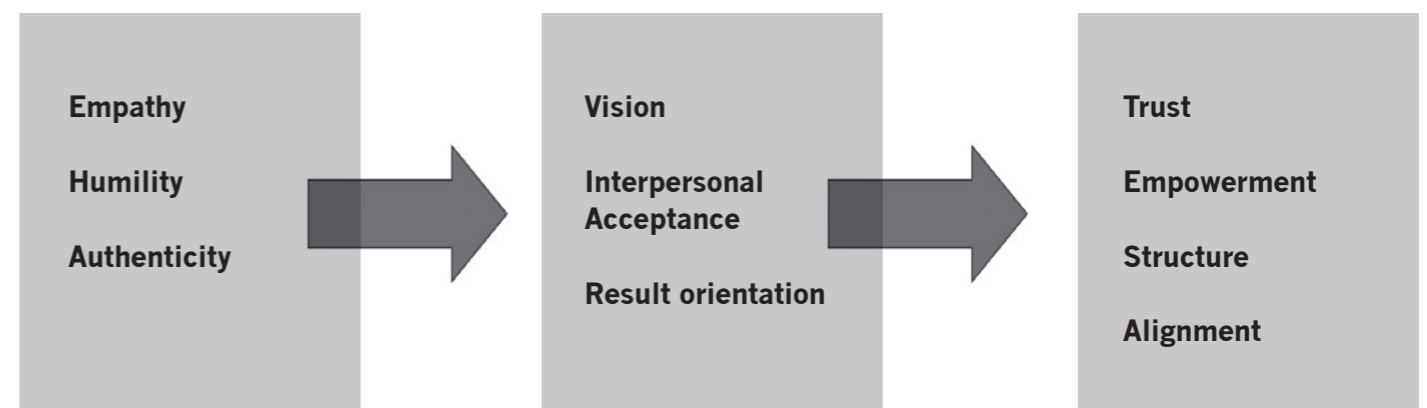 Empathy
Humility
Authenticity
Vision
Interpersonal
Acceptance
Result orientation
Trust
Empowerment
Structure
Alignment